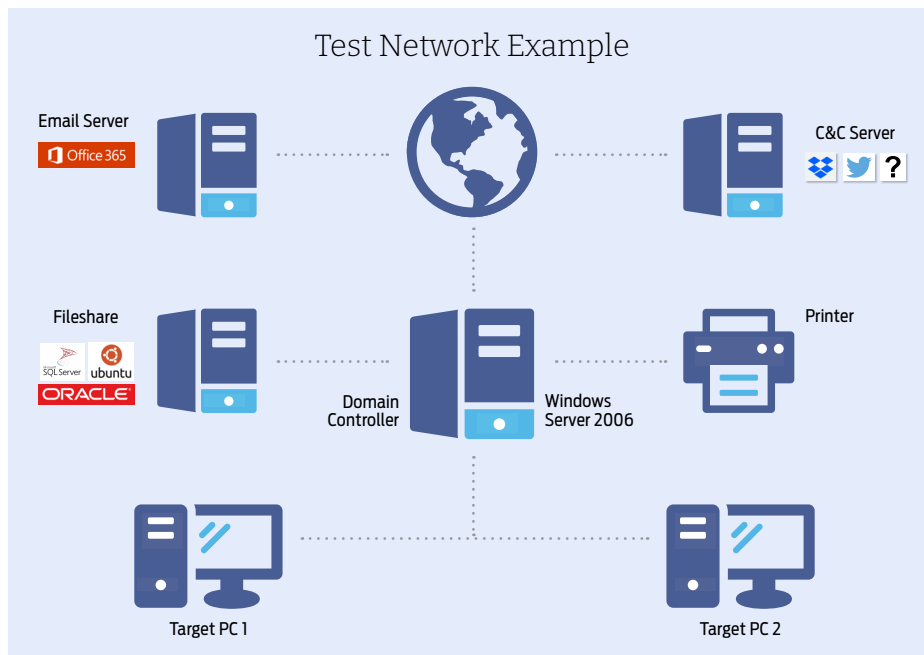 Test Network Example
Email Server
Office 365
C&C Server
?
Fileshare
Microsoft
SQL Server
ubuntu
ORACLE
Printer
Domain
Controller
Windows
Server 2006
Target PC 1
Target PC 2